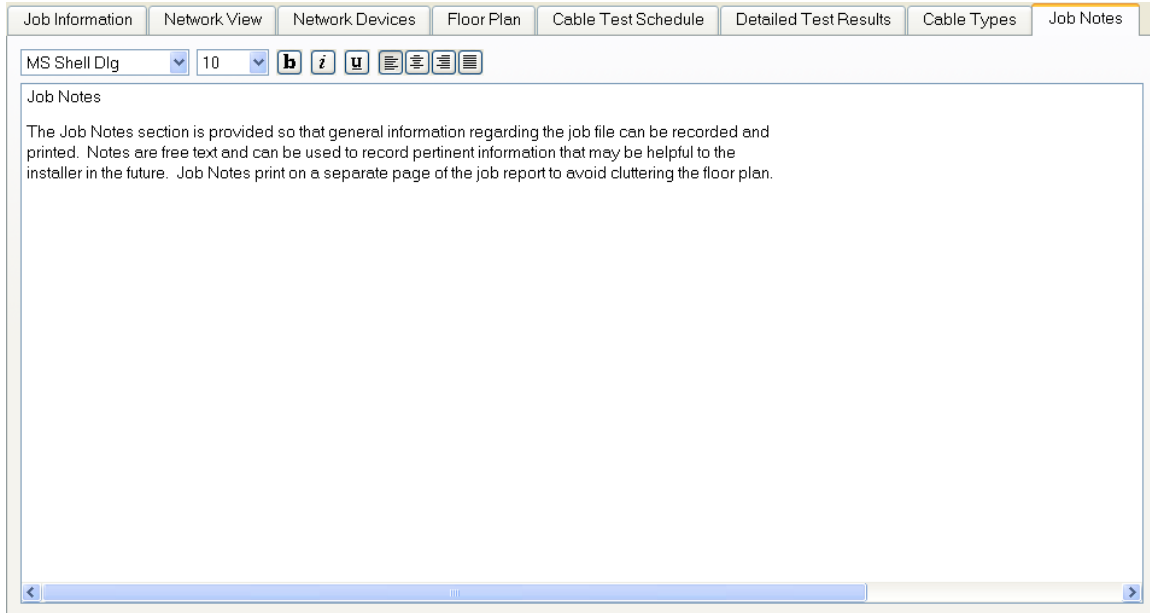 Job Information Network View Network Devices Floor Plan Cable Test Schedule Detailed Test Results Cable Types Job Notes
MS Shell Dlg 10 b i u
Job Notes
The Job Notes section is provided so that general information regarding the job file can be recorded and
printed.  Notes are free text and can be used to record pertinent information that may be helpful to the
installer in the future.  Job Notes print on a separate page of the job report to avoid cluttering the floor plan.